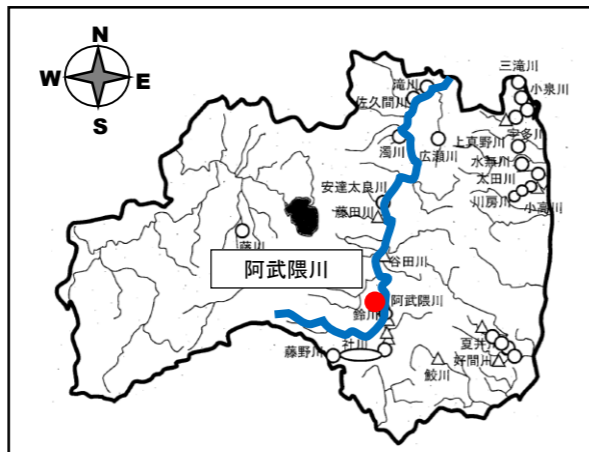 N
W E
S
三滝川
小泉川
滝川
佐久間川
宇多川
上真野川
濁川
広瀬川
水無川
太田川
安達太良川
川房川
小高川
藤田川
藤川
谷田川
阿武隈川
阿武隈川
鈴川
社川
藤野川
夏井川
好間川
鮫川